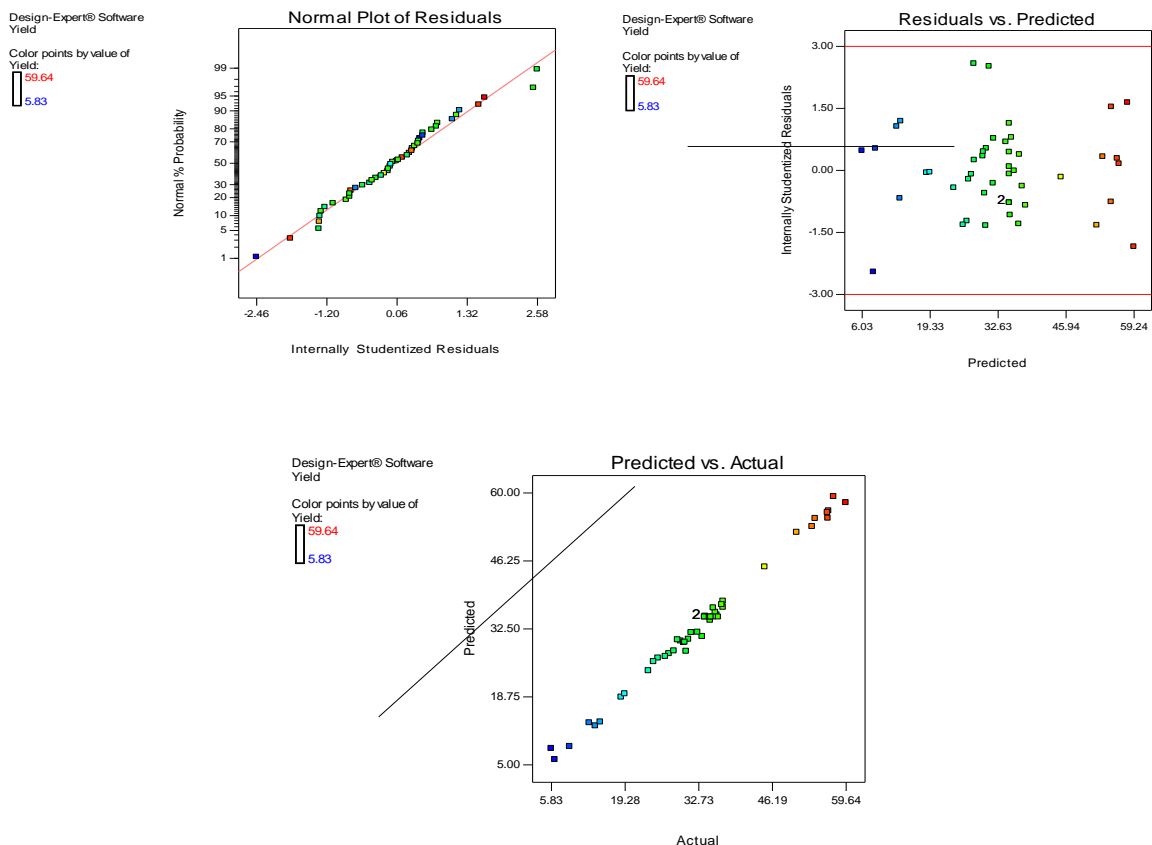 Design-Expert® Software
Yield
Color points by value of
Yield:
59.64
5.83
Normal Plot of Residuals
Normal % Probability
99
95
90
80
70
50
30
20
10
5
1
-2.46
-1.20
0.06
1.32
2.58
Internally Studentized Residuals
Design-Expert® Software
Yield
Color points by value of
Yield:
59.64
5.83
Residuals vs. Predicted
Internally Studentized Residuals
3.00
1.50
0.00
-1.50
-3.00
2
6.03
19.33
32.63
45.94
59.24
Predicted
Design-Expert® Software
Yield
Color points by value of
Yield:
59.64
5.83
Predicted vs. Actual
Predicted
60.00
46.25
32.50
18.75
5.00
2
5.83
19.28
32.73
46.19
59.64
Actual